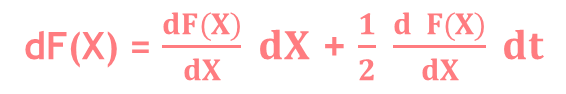 dF(X) = dF(X)/dX dX + 1/2 d F(X)/dX dt